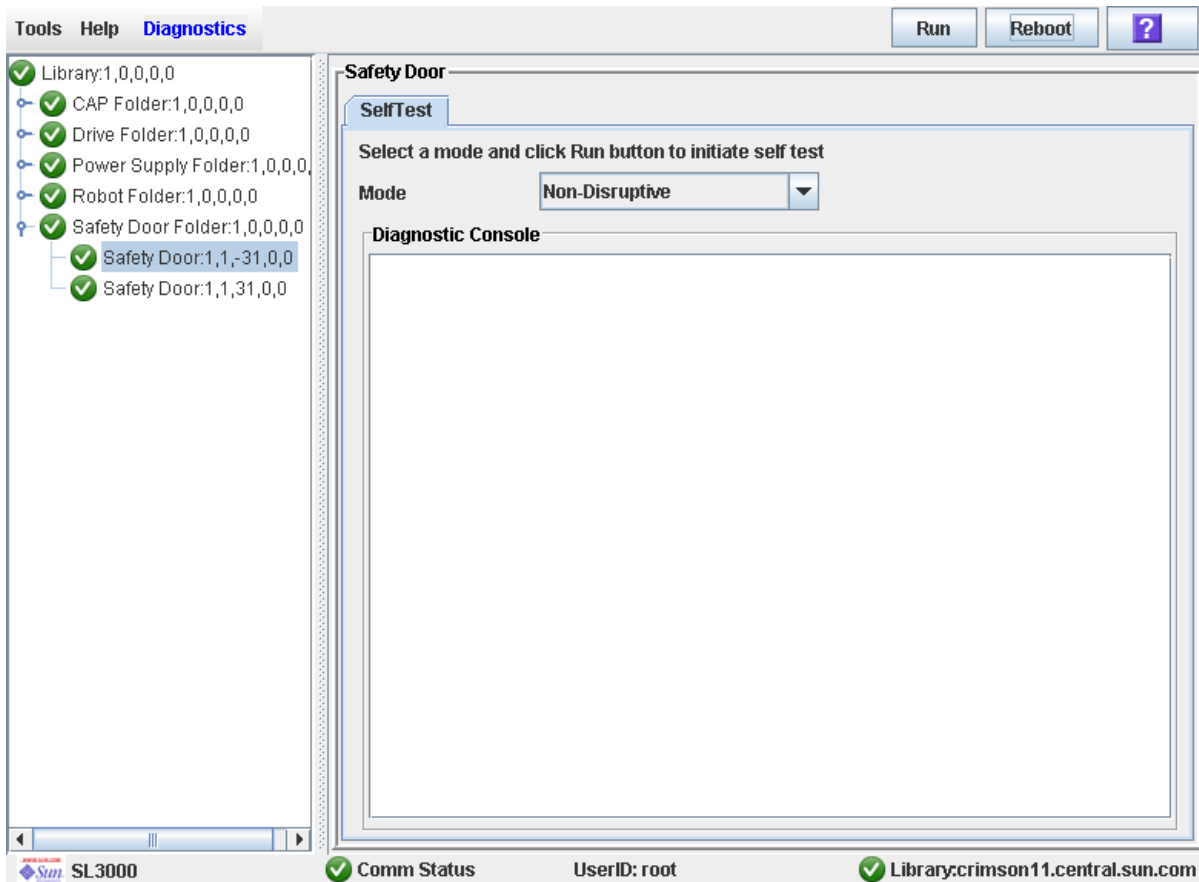 Tools Help Diagnostics Run Reboot ?
Library:1,0,0,0,0
CAP Folder:1,0,0,0,0
Drive Folder:1,0,0,0,0
Power Supply Folder:1,0,0,0,
Robot Folder:1,0,0,0,0
Safety Door Folder:1,0,0,0,0
Safety Door:1,1,-31,0,0
Safety Door:1,1,31,0,0
Safety Door
SelfTest
Select a mode and click Run button to initiate self test
Mode Non-Disruptive
Diagnostic Console
Sun SL3000 Comm Status UserID: root Library:crimson11.central.sun.com